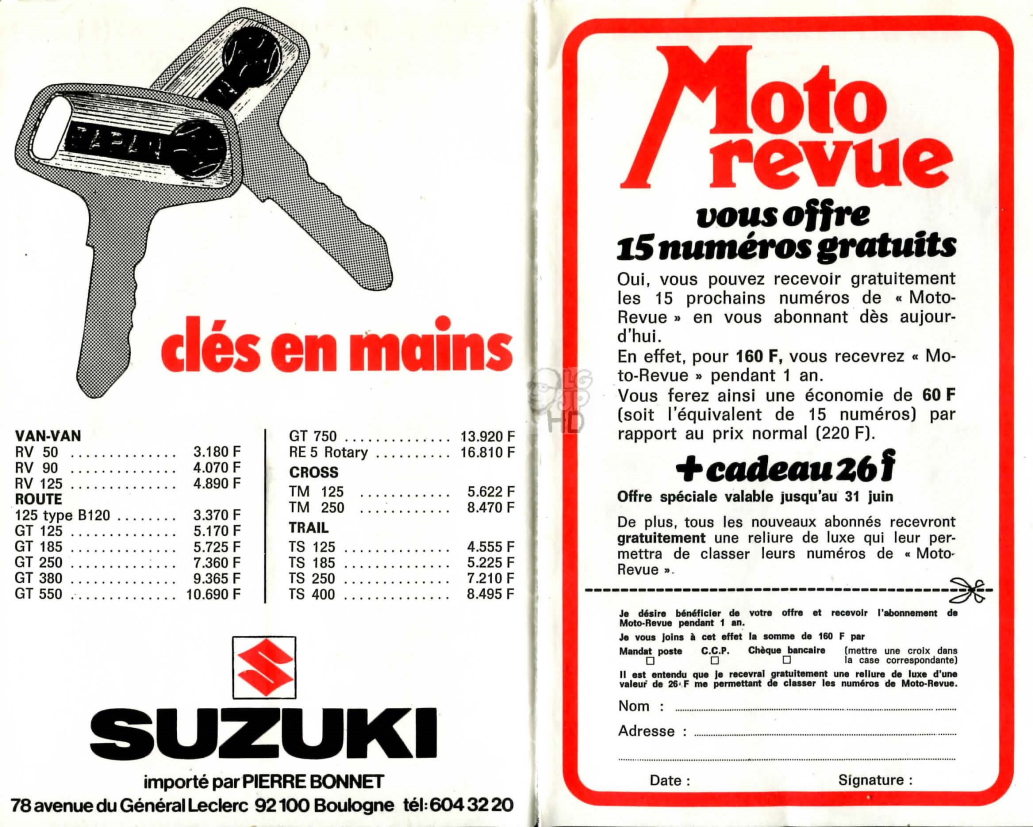 clés en mains
VAN-VAN
RV 50 .............. 3.180 F
RV 90 .............. 4.070 F
RV 125 .............. 4.890 F
ROUTE
125 type B120 ........ 3.370 F
GT 125 .............. 5.170 F
GT 185 .............. 5.725 F
GT 250 .............. 7.360 F
GT 380 .............. 9.365 F
GT 550 .............. 10.690 F
GT 750 .............. 13.920 F
RE 5 Rotary .......... 16.810 F
CROSS
TM 125 ............ 5.622 F
TM 250 ............ 8.470 F
TRAIL
TS 125 .............. 4.555 F
TS 185 .............. 5.225 F
TS 250 .............. 7.210 F
TS 400 .............. 8.495 F
SUZUKI
importé par PIERRE BONNET
78 avenue du Général Leclerc 92100 Boulogne tél: 604 32 20
Moto
revue
vous offre
15 numéros gratuits
Oui, vous pouvez recevoir gratuitement
les 15 prochains numéros de « Moto-
Revue » en vous abonnant dès aujour-
d'hui.
En effet, pour 160 F, vous recevrez « Mo-
to-Revue » pendant 1 an.
Vous ferez ainsi une économie de 60 F
(soit l'équivalent de 15 numéros) par
rapport au prix normal (220 F).
+ cadeau 26 f
Offre spéciale valable jusqu'au 31 juin
De plus, tous les nouveaux abonnés recevront
gratuitement une reliure de luxe qui leur per-
mettra de classer leurs numéros de « Moto-
Revue ».
Je désire bénéficier de votre offre et recevoir l'abonnement de
Moto-Revue pendant 1 an.
Je vous joins à cet effet la somme de 160 F par
Mandat poste C.C.P. Chèque bancaire (mettre une croix dans
□ □ □ la case correspondante)
Il est entendu que je recevrai gratuitement une reliure de luxe d'une
valeur de 26 F me permettant de classer les numéros de Moto-Revue.
Nom :
Adresse :
Date : Signature :
LG
JP
HD